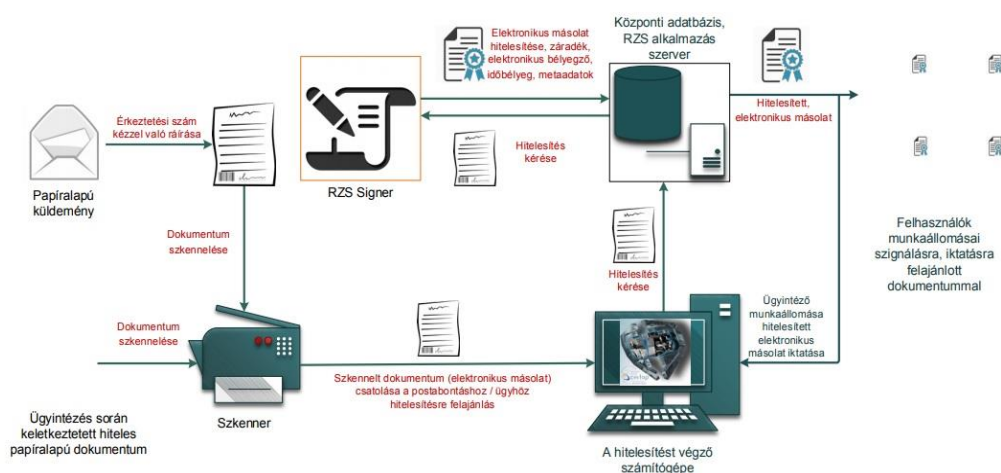 Elektronikus másolat
hitelesítése, záradék,
elektronikus bélyegző,
időbélyeg, metaadatok
Központi adatbázis,
RZS alkalmazás
szerver
Érkeztetési szám
kézzel való ráírása
Hitelesített,
elektronikus másolat
Hitelesítés
kérése
RZS Signer
Papíralapú
küldemény
Dokumentum
szkennelése
Felhasználók
munkaállomásai
szignálásra, iktatásra
felajánlott
dokumentummal
Hitelesítés
kérése
Ügyintéző
munkaállomása
hitelesített
elektronikus
másolat iktatása
Dokumentum
szkennelése
Szkennelt dokumentum (elektronikus másolat)
csatolása a postabontáshoz / ügyhöz
hitelesítésre felajánlás
Ügyintézés során
keletkeztetett hiteles
papíralapú dokumentum
Szkenner
A hitelesítést végző
számítógépe